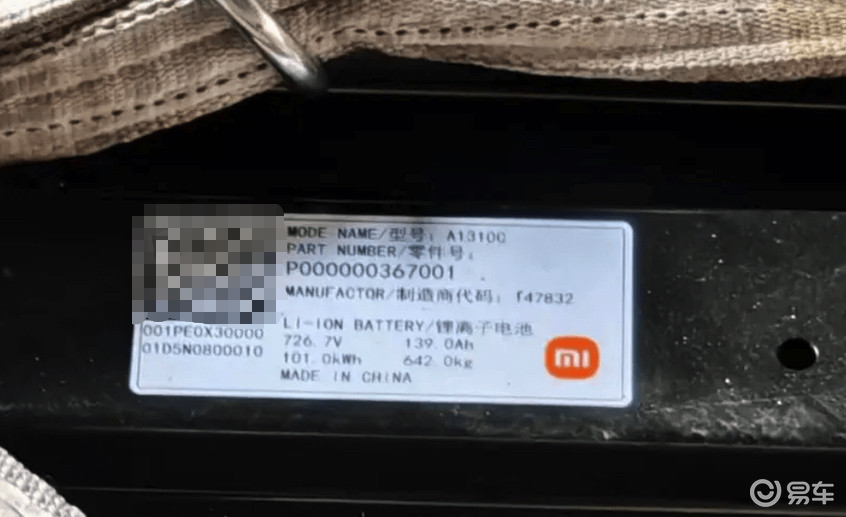 MODE NAME/型号: A1310C
PART NUMBER/零件号:
P000000367001
MANUFACTOR/制造商代码: f47832
001PE0X30000
01D5N0800010
LI-ION BATTERY/锂离子电池
726.7V 139.0Ah
101.0kWh 642.0kg
MADE IN CHINA
mi
易车